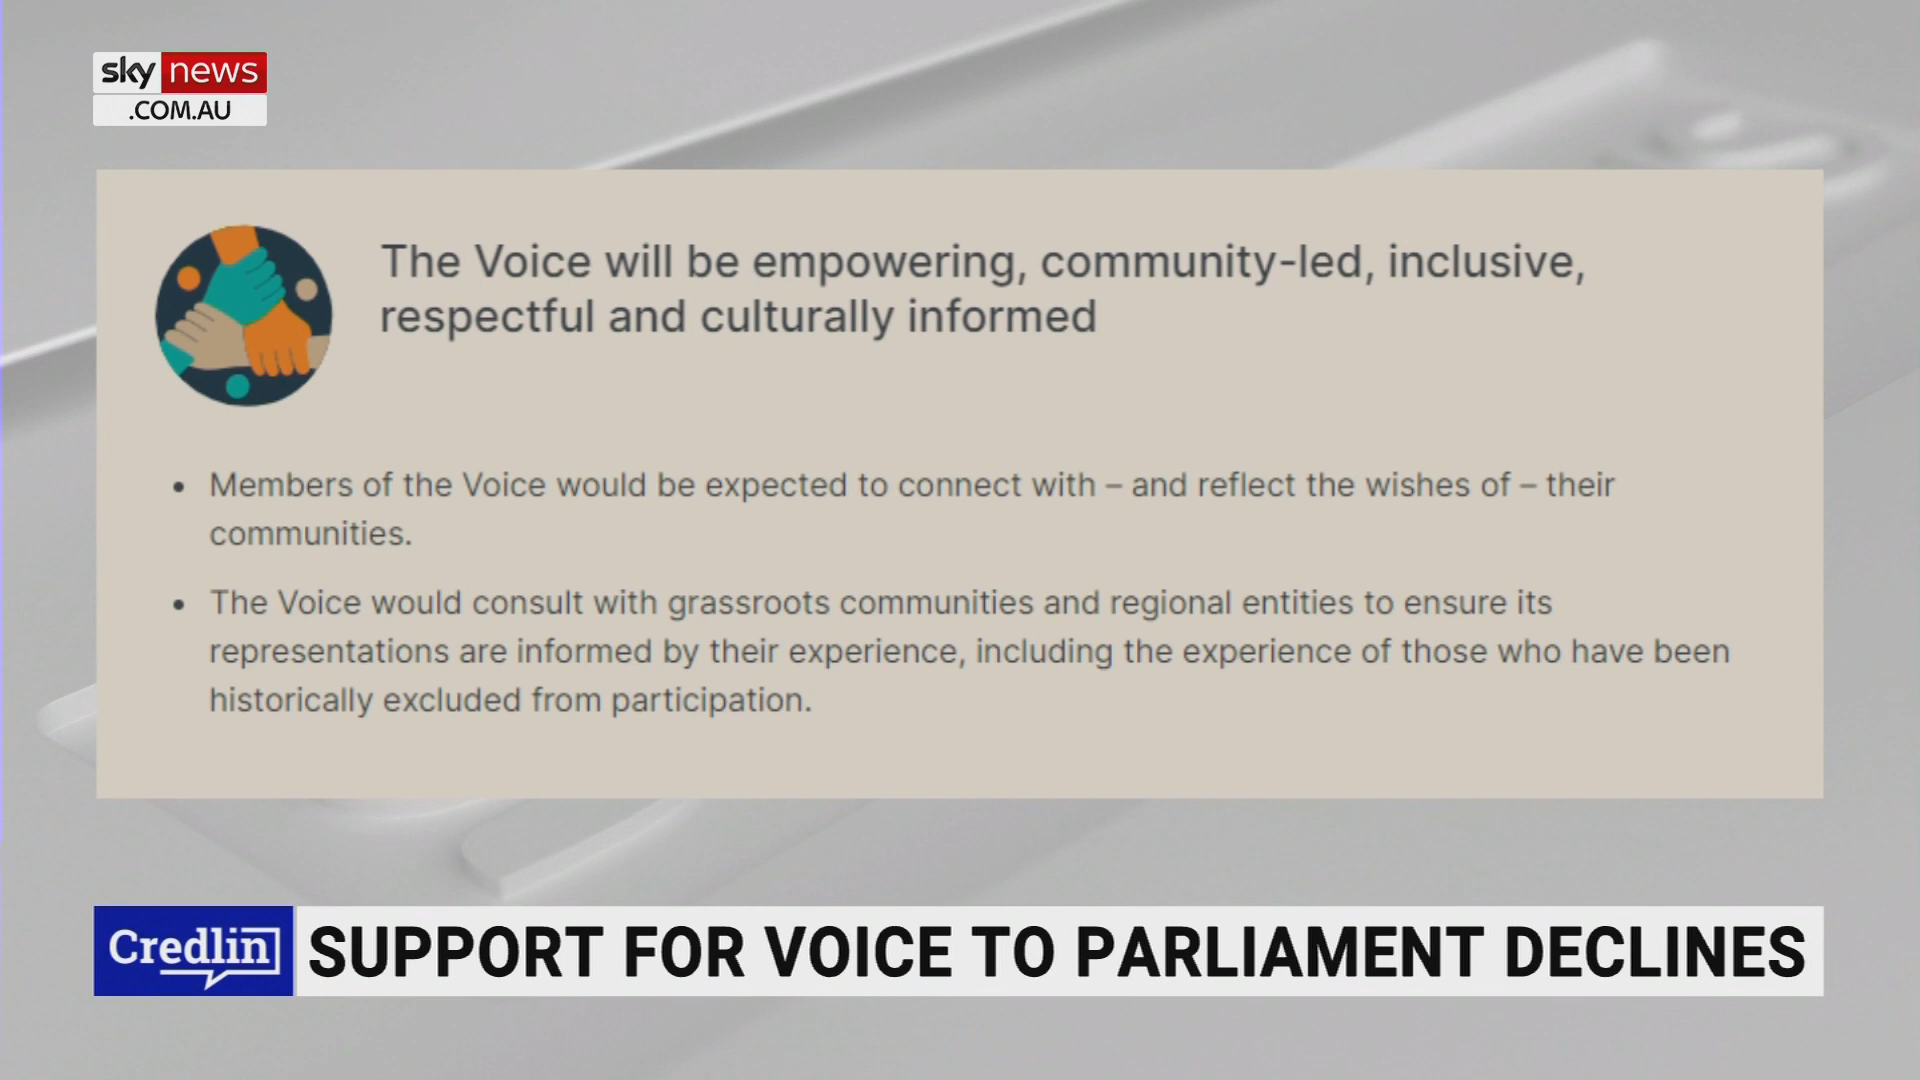 sky news
.COM.AU
The Voice will be empowering, community-led, inclusive,
respectful and culturally informed
• Members of the Voice would be expected to connect with – and reflect the wishes of – their
communities.
• The Voice would consult with grassroots communities and regional entities to ensure its
representations are informed by their experience, including the experience of those who have been
historically excluded from participation.
Credlin
SUPPORT FOR VOICE TO PARLIAMENT DECLINES